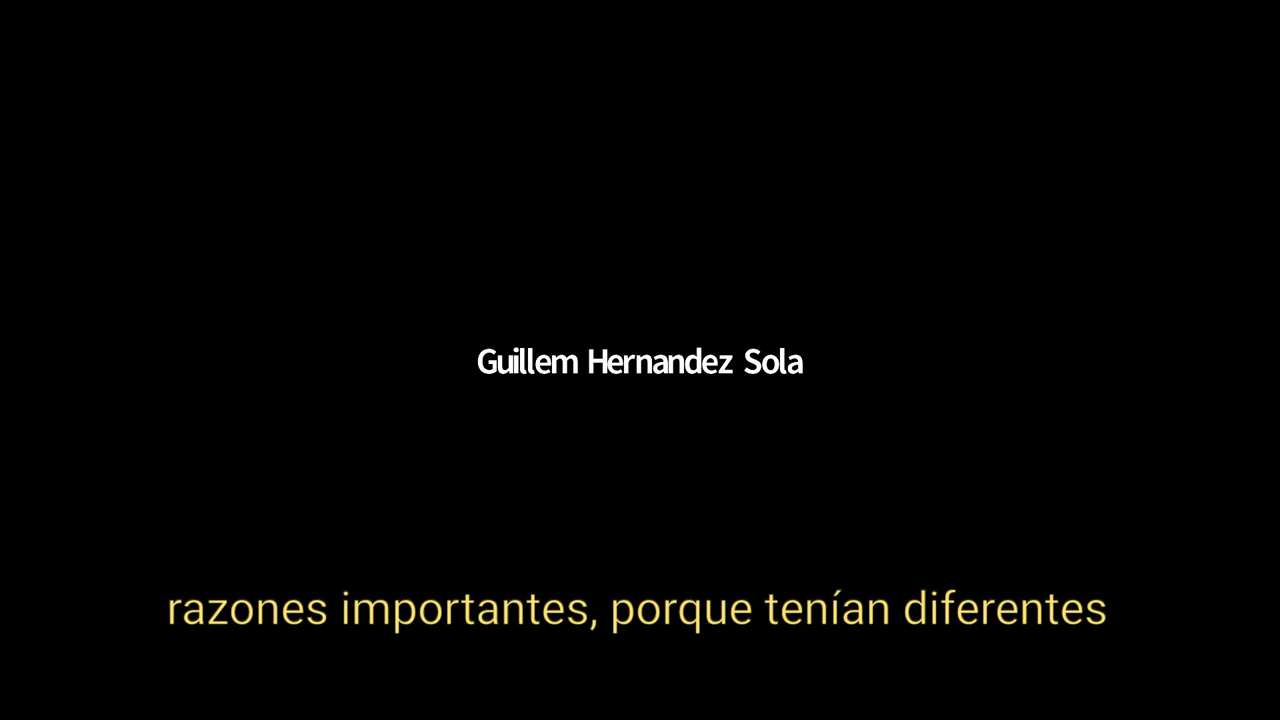 Guillem Hernandez Sola
razones importantes, porque tenían diferentes